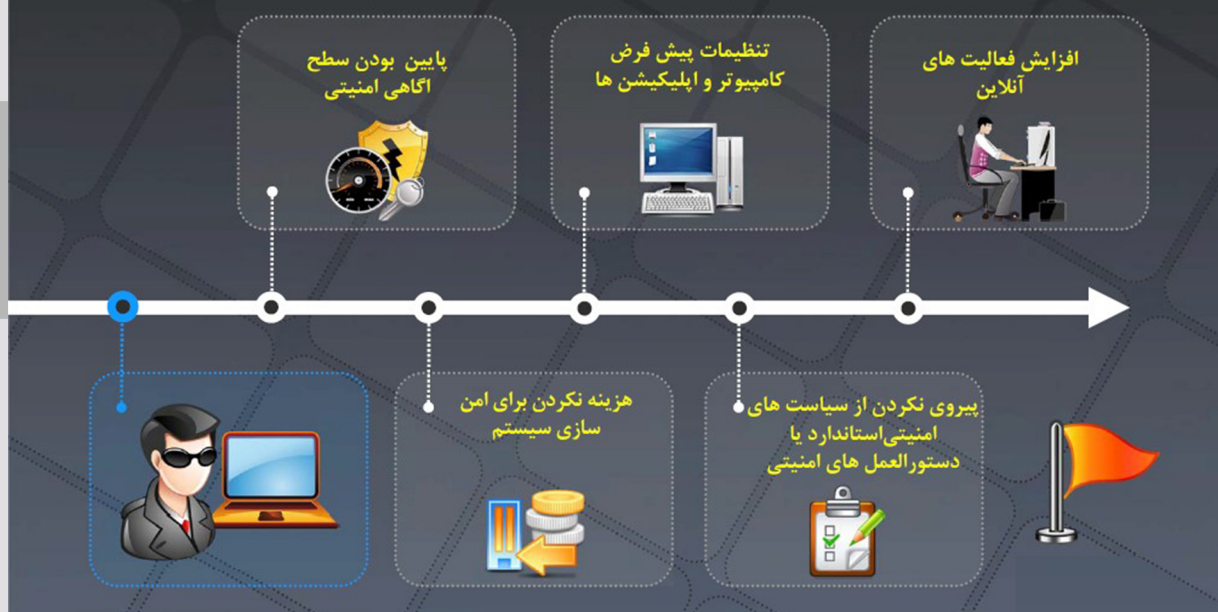 افزایش فعالیت های
آنلاین
تنظیمات پیش فرض
کامپیوتر و اپلیکیشن ها
پایین بودن سطح
اگاهی امنیتی
پیروی نکردن از سیاست های
امنیتی‌استاندارد یا
دستورالعمل های امنیتی
هزینه نکردن برای امن
سازی سیستم